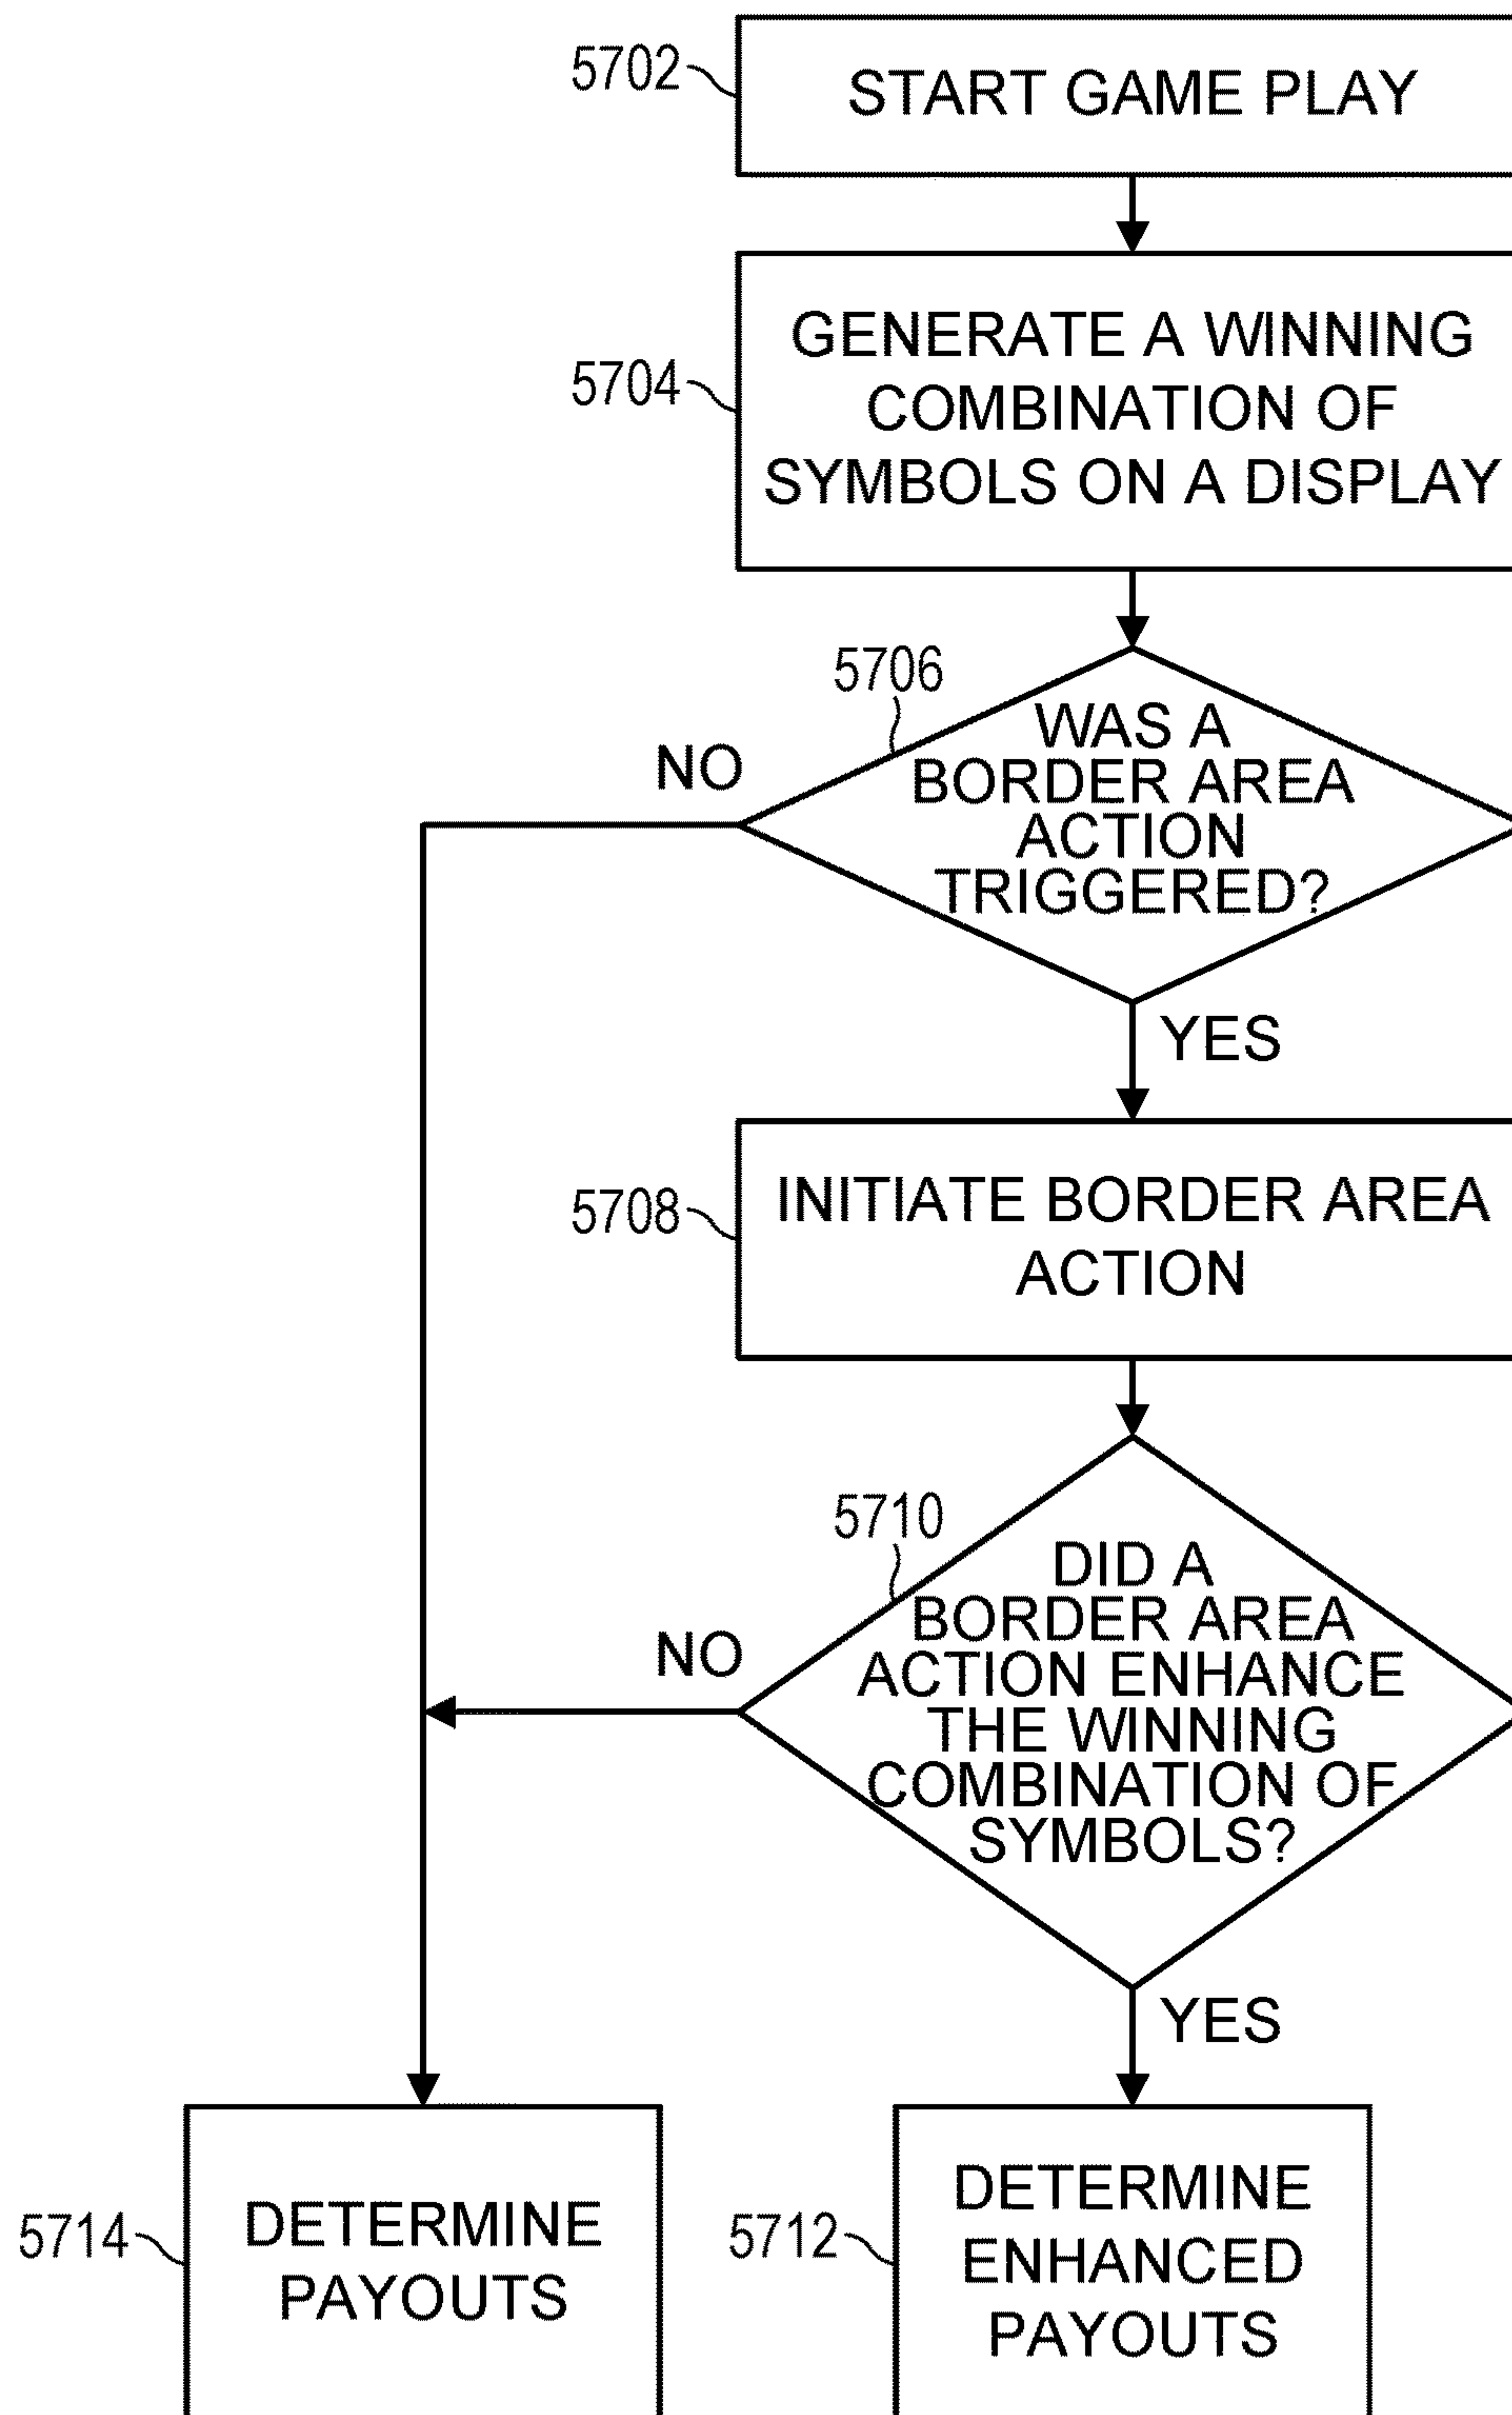 5702
START GAME PLAY
5704
GENERATE A WINNING
COMBINATION OF
SYMBOLS ON A DISPLAY
5706
WAS A
BORDER AREA
ACTION
TRIGGERED?
NO
YES
5708
INITIATE BORDER AREA
ACTION
5710
DID A
BORDER AREA
ACTION ENHANCE
THE WINNING
COMBINATION OF
SYMBOLS?
NO
YES
5714
DETERMINE
PAYOUTS
5712
DETERMINE
ENHANCED
PAYOUTS